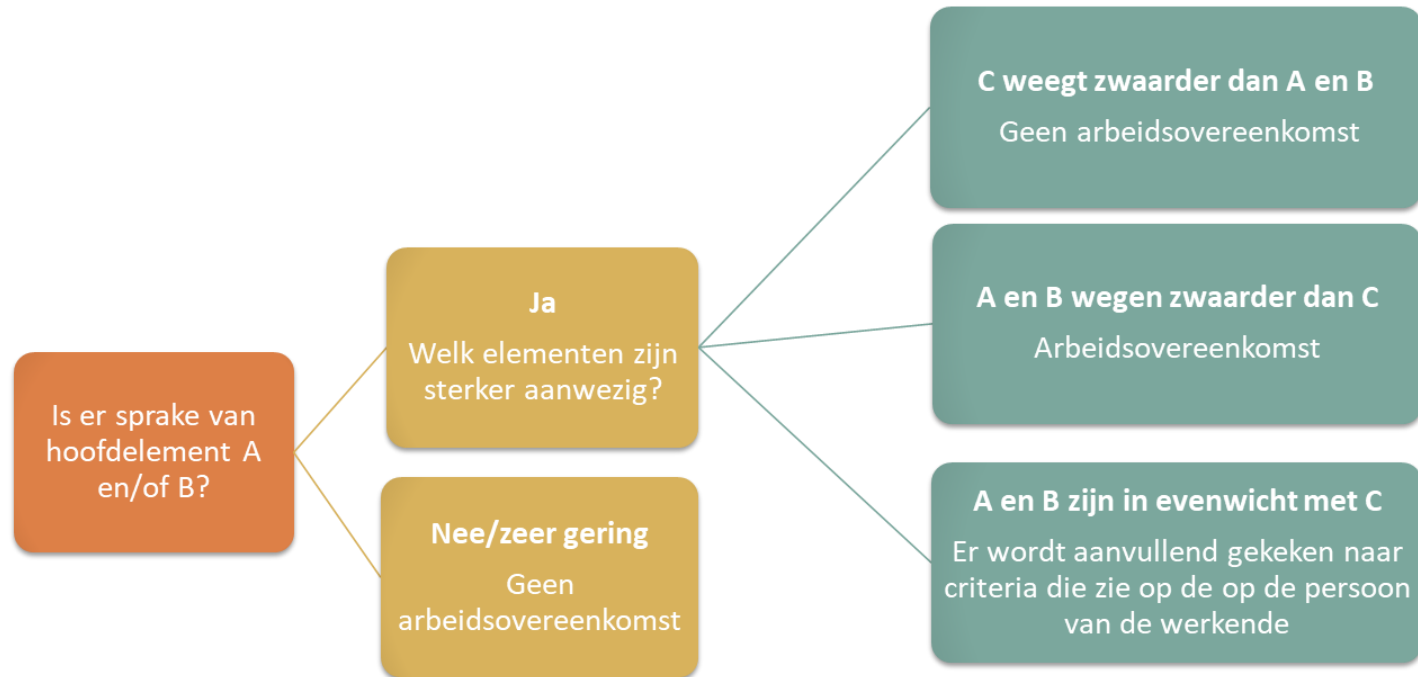 Is er sprake van
hoofdelement A
en/of B?
Ja
Welk elementen zijn
sterker aanwezig?
Nee/zeer gering
Geen
arbeidsovereenkomst
C weegt zwaarder dan A en B
Geen arbeidsovereenkomst
A en B wegen zwaarder dan C
Arbeidsovereenkomst
A en B zijn in evenwicht met C
Er wordt aanvullend gekeken naar
criteria die zie op de op de persoon
van de werkende